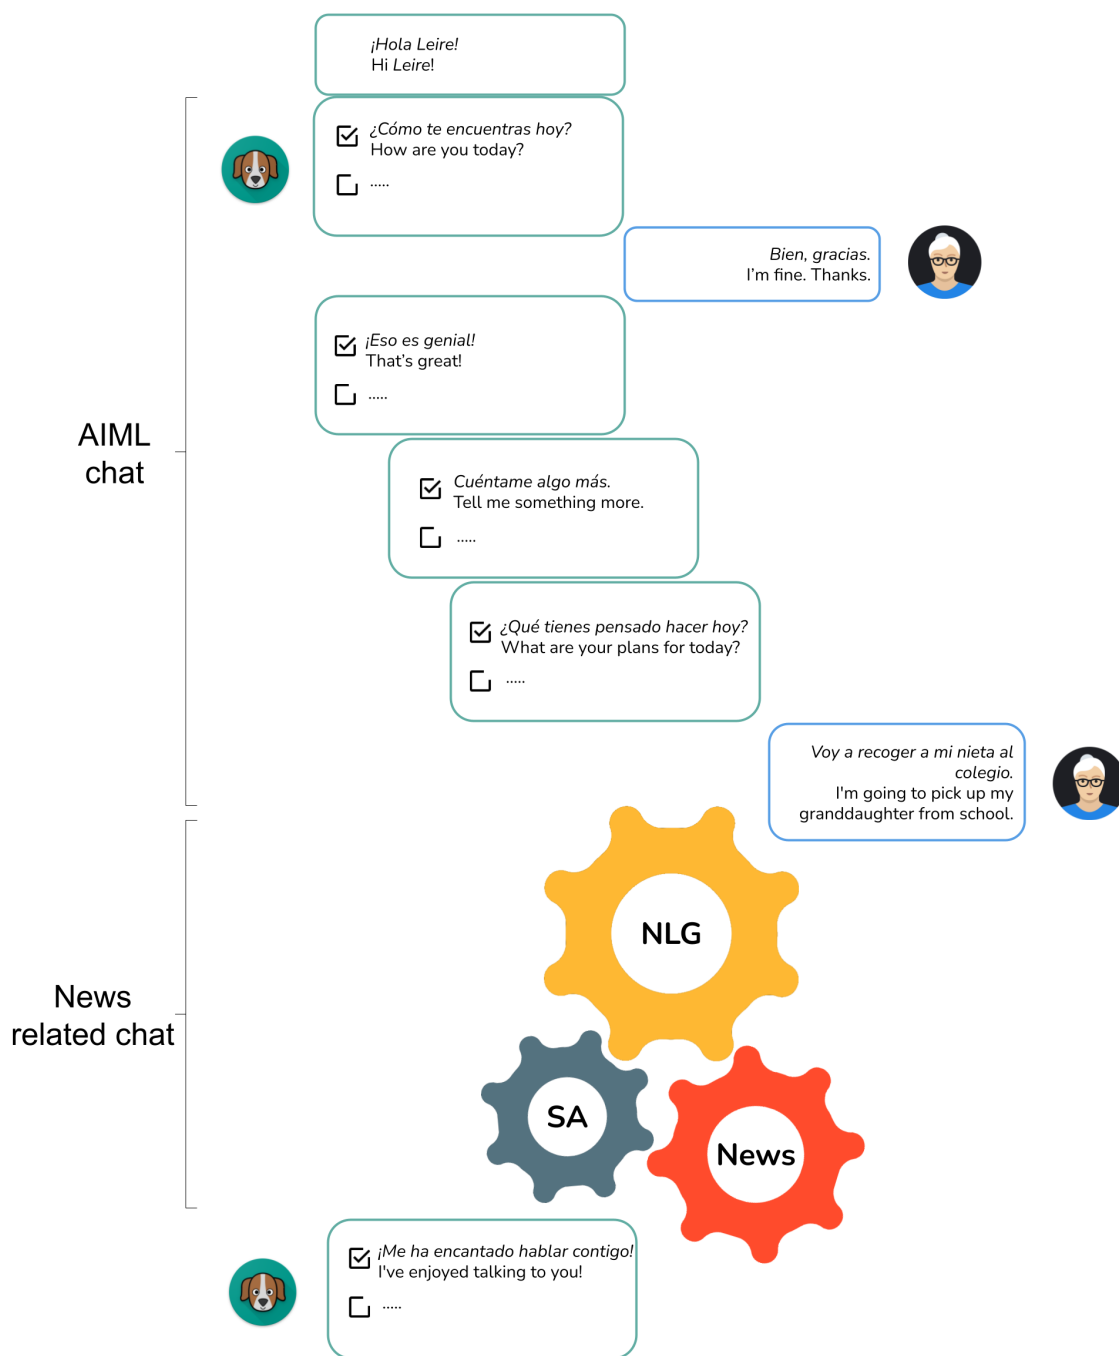 ¡Hola Leire!
Hi Leire!
¿Cómo te encuentras hoy?
How are you today?
.....
Bien, gracias.
I'm fine. Thanks.
¡Eso es genial!
That's great!
.....
AIML
chat
Cuéntame algo más.
Tell me something more.
.....
¿Qué tienes pensado hacer hoy?
What are your plans for today?
.....
Voy a recoger a mi nieta al
colegio.
I'm going to pick up my
granddaughter from school.
NLG
News
related chat
SA
News
¡Me ha encantado hablar contigo!
I've enjoyed talking to you!
.....